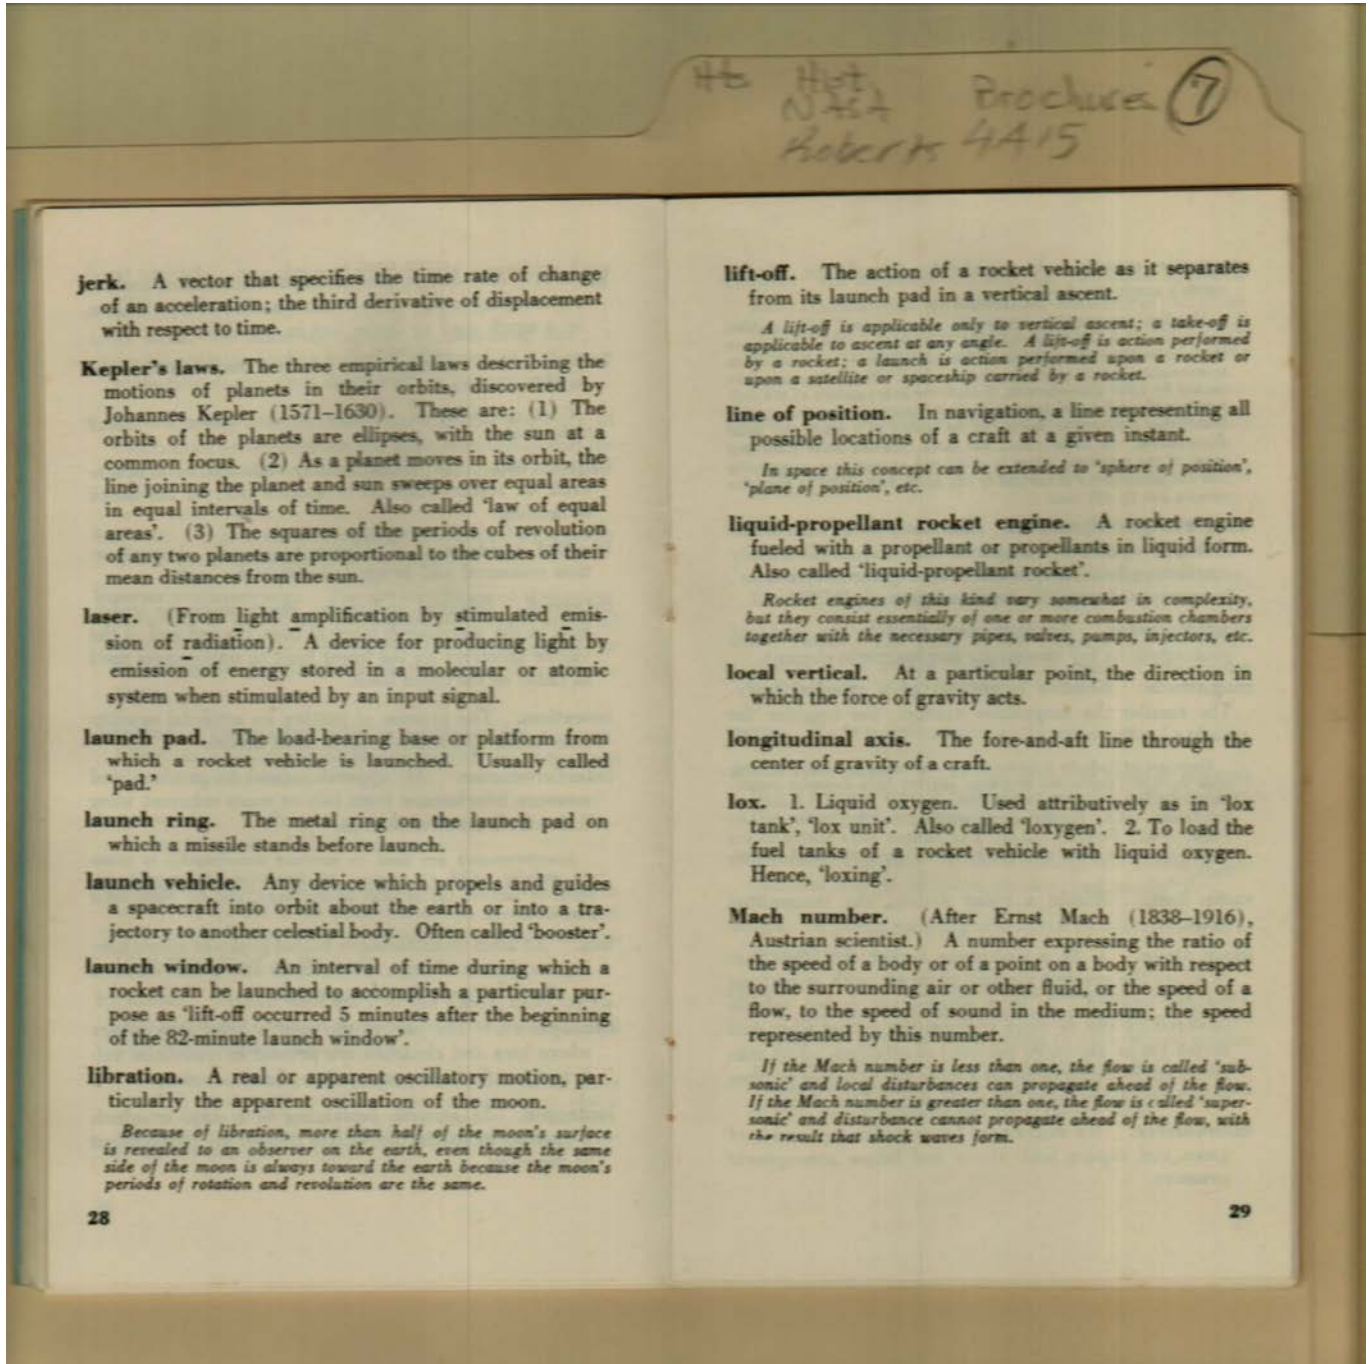 Hist
NASA
Brochures 7
Roberts 4A15
jerk. A vector that specifies the time rate of change
of an acceleration; the third derivative of displacement
with respect to time.
Kepler's laws. The three empirical laws describing the
motions of planets in their orbits, discovered by
Johannes Kepler (1571–1630). These are: (1) The
orbits of the planets are ellipses, with the sun at a
common focus. (2) As a planet moves in its orbit, the
line joining the planet and sun sweeps over equal areas
in equal intervals of time. Also called 'law of equal
areas'. (3) The squares of the periods of revolution
of any two planets are proportional to the cubes of their
mean distances from the sun.
laser. (From light amplification by stimulated emis-
sion of radiation). A device for producing light by
emission of energy stored in a molecular or atomic
system when stimulated by an input signal.
launch pad. The load-bearing base or platform from
which a rocket vehicle is launched. Usually called
'pad.'
launch ring. The metal ring on the launch pad on
which a missile stands before launch.
launch vehicle. Any device which propels and guides
a spacecraft into orbit about the earth or into a tra-
jectory to another celestial body. Often called 'booster'.
launch window. An interval of time during which a
rocket can be launched to accomplish a particular pur-
pose as 'lift-off occurred 5 minutes after the beginning
of the 82-minute launch window'.
libration. A real or apparent oscillatory motion, par-
ticularly the apparent oscillation of the moon.
Because of libration, more than half of the moon's surface
is revealed to an observer on the earth, even though the same
side of the moon is always toward the earth because the moon's
periods of rotation and revolution are the same.
28
lift-off. The action of a rocket vehicle as it separates
from its launch pad in a vertical ascent.
A lift-off is applicable only to vertical ascent; a take-off is
applicable to ascent at any angle. A lift-off is action performed
by a rocket; a launch is action performed upon a rocket or
upon a satellite or spaceship carried by a rocket.
line of position. In navigation, a line representing all
possible locations of a craft at a given instant.
In space this concept can be extended to 'sphere of position',
'plane of position', etc.
liquid-propellant rocket engine. A rocket engine
fueled with a propellant or propellants in liquid form.
Also called 'liquid-propellant rocket'.
Rocket engines of this kind vary somewhat in complexity,
but they consist essentially of one or more combustion chambers
together with the necessary pipes, valves, pumps, injectors, etc.
local vertical. At a particular point, the direction in
which the force of gravity acts.
longitudinal axis. The fore-and-aft line through the
center of gravity of a craft.
lox. 1. Liquid oxygen. Used attributively as in 'lox
tank', 'lox unit'. Also called 'loxygen'. 2. To load the
fuel tanks of a rocket vehicle with liquid oxygen.
Hence, 'loxing'.
Mach number. (After Ernst Mach (1838–1916),
Austrian scientist.) A number expressing the ratio of
the speed of a body or of a point on a body with respect
to the surrounding air or other fluid, or the speed of a
flow, to the speed of sound in the medium; the speed
represented by this number.
If the Mach number is less than one, the flow is called 'sub-
sonic' and local disturbances can propagate ahead of the flow.
If the Mach number is greater than one, the flow is called 'super-
sonic' and disturbance cannot propagate ahead of the flow, with
the result that shock waves form.
29